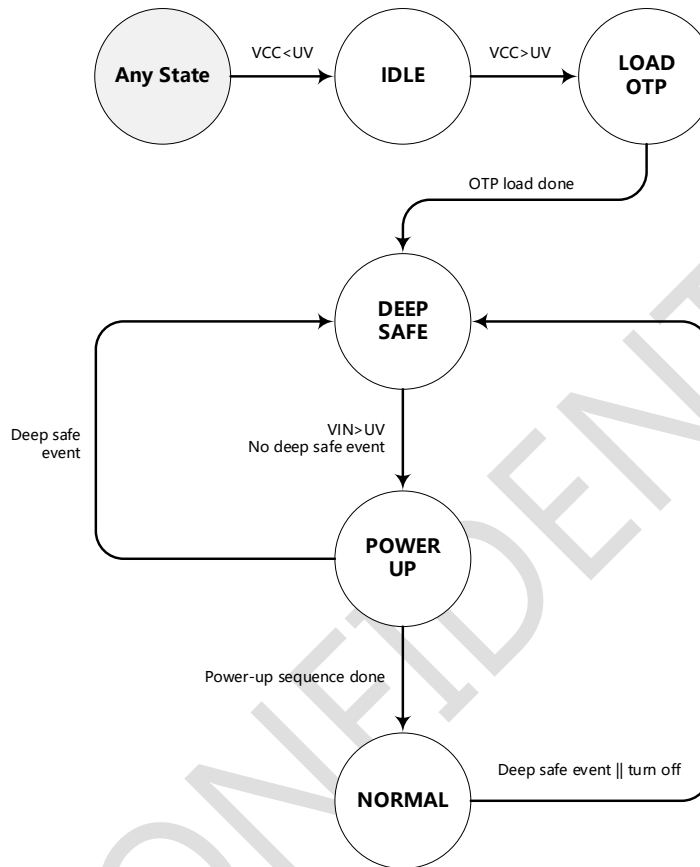 Any State
VCC<UV
IDLE
VCC>UV
LOAD
OTP
OTP load done
DEEP
SAFE
Deep safe
event
VIN>UV
No deep safe event
POWER
UP
Power-up sequence done
NORMAL
Deep safe event || turn off
ONFIDENT